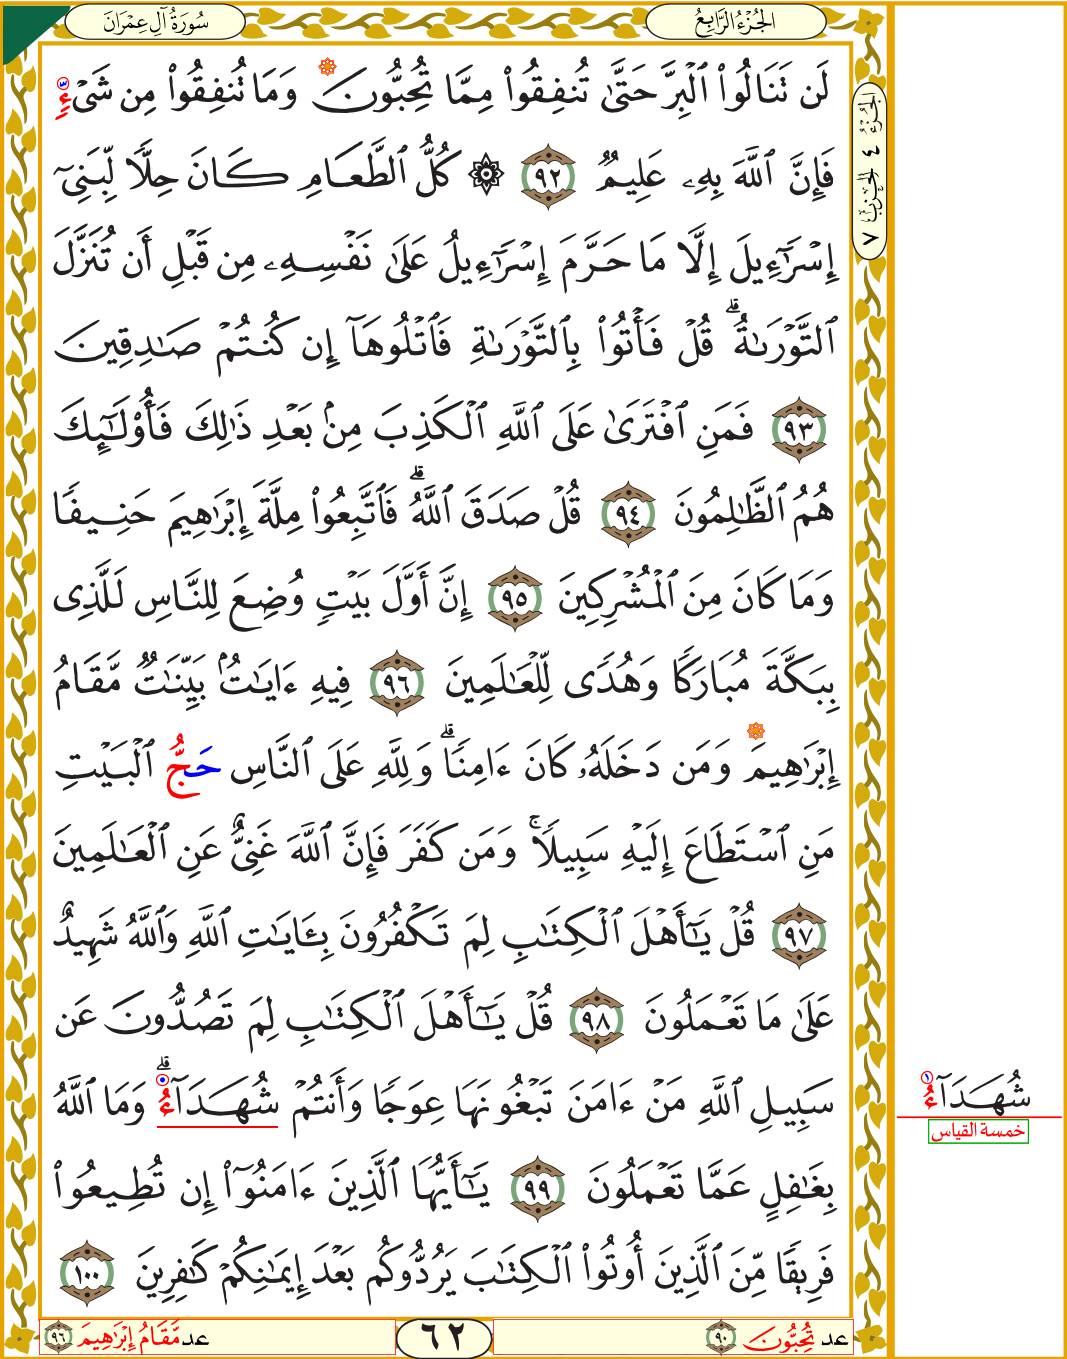 سُورَةُ آلِ عِمْرَانَ
الجُزْءُ الرَّابِعُ
الجُزْءُ ٤ الحِزْبُ ٧
لَن تَنَالُوا۟ ٱلْبِرَّ حَتَّىٰ تُنفِقُوا۟ مِمَّا تُحِبُّونَ وَمَا تُنفِقُوا۟ مِن شَىْءٍ
فَإِنَّ ٱللَّهَ بِهِۦ عَلِيمٌ ٩٢ ۞ كُلُّ ٱلطَّعَامِ كَانَ حِلًّا لِّبَنِىٓ
إِسْرَٰٓءِيلَ إِلَّا مَا حَرَّمَ إِسْرَٰٓءِيلُ عَلَىٰ نَفْسِهِۦ مِن قَبْلِ أَن تُنَزَّلَ
ٱلتَّوْرَىٰةُ ۗ قُلْ فَأْتُوا۟ بِٱلتَّوْرَىٰةِ فَٱتْلُوهَآ إِن كُنتُمْ صَـٰدِقِينَ
٩٣ فَمَنِ ٱفْتَرَىٰ عَلَى ٱللَّهِ ٱلْكَذِبَ مِنۢ بَعْدِ ذَٰلِكَ فَأُو۟لَـٰٓئِكَ
هُمُ ٱلظَّـٰلِمُونَ ٩٤ قُلْ صَدَقَ ٱللَّهُ ۗ فَٱتَّبِعُوا۟ مِلَّةَ إِبْرَٰهِيمَ حَنِيفًا
وَمَا كَانَ مِنَ ٱلْمُشْرِكِينَ ٩٥ إِنَّ أَوَّلَ بَيْتٍ وُضِعَ لِلنَّاسِ لَلَّذِى
بِبَكَّةَ مُبَارَكًا وَهُدًى لِّلْعَـٰلَمِينَ ٩٦ فِيهِ ءَايَـٰتٌۢ بَيِّنَـٰتٌ مَّقَامُ
إِبْرَٰهِيمَ وَمَن دَخَلَهُۥ كَانَ ءَامِنًا ۗ وَلِلَّهِ عَلَى ٱلنَّاسِ حَجُّ ٱلْبَيْتِ
مَنِ ٱسْتَطَاعَ إِلَيْهِ سَبِيلًا ۚ وَمَن كَفَرَ فَإِنَّ ٱللَّهَ غَنِىٌّ عَنِ ٱلْعَـٰلَمِينَ
٩٧ قُلْ يَـٰٓأَهْلَ ٱلْكِتَـٰبِ لِمَ تَكْفُرُونَ بِـَٔايَـٰتِ ٱللَّهِ وَٱللَّهُ شَهِيدٌ
عَلَىٰ مَا تَعْمَلُونَ ٩٨ قُلْ يَـٰٓأَهْلَ ٱلْكِتَـٰبِ لِمَ تَصُدُّونَ عَن
سَبِيلِ ٱللَّهِ مَنْ ءَامَنَ تَبْغُونَهَا عِوَجًا وَأَنتُمْ شُهَدَآءُ ۗ وَمَا ٱللَّهُ
بِغَـٰفِلٍ عَمَّا تَعْمَلُونَ ٩٩ يَـٰٓأَيُّهَا ٱلَّذِينَ ءَامَنُوٓا۟ إِن تُطِيعُوا۟
فَرِيقًا مِّنَ ٱلَّذِينَ أُوتُوا۟ ٱلْكِتَـٰبَ يَرُدُّوكُم بَعْدَ إِيمَـٰنِكُمْ كَـٰفِرِينَ ١٠٠
شُهَدَآءُ ١
خمسة القياس
عد تُحِبُّونَ ٩٠
٦٢
عد مَّقَامُ إِبْرَٰهِيمَ ٩٦